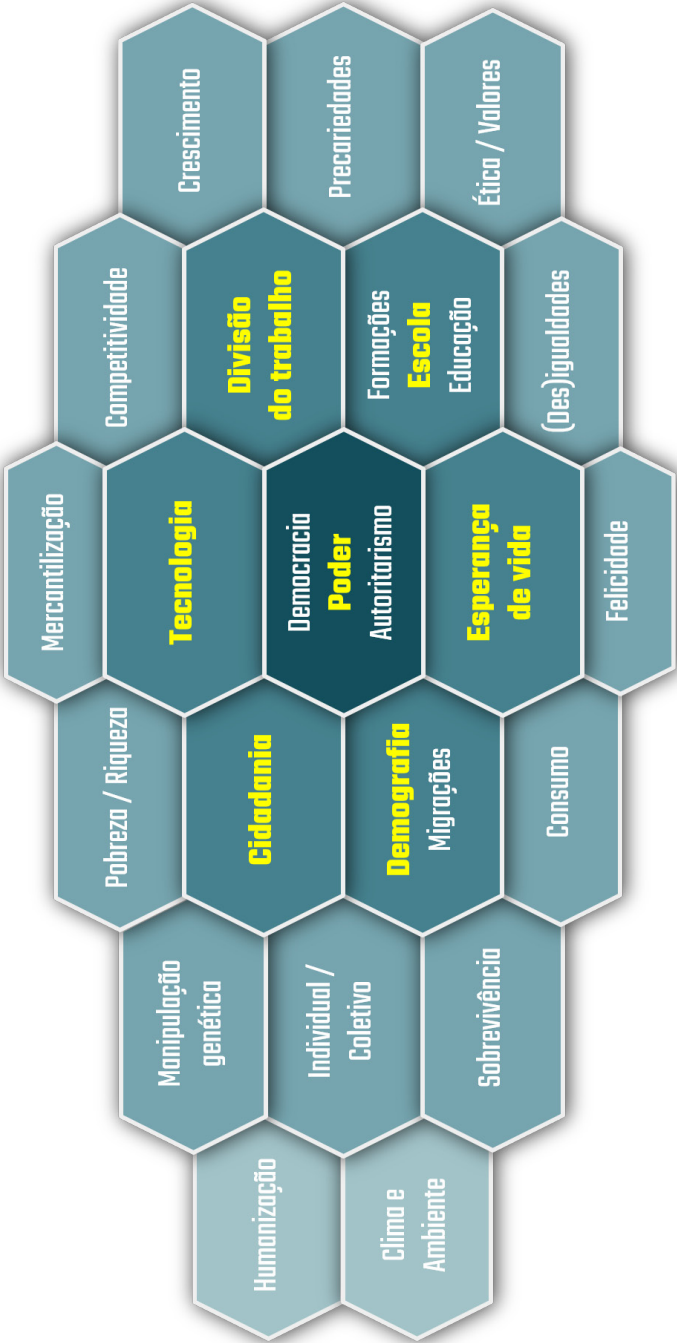 Mercantilização
Pobreza / Riqueza
Competitividade
Manipulação
genética
Tecnologia
Crescimento
Humanização
Cidadania
Divisão
do trabalho
Individual /
Coletivo
Democracia
Poder
Autoritarismo
Precariedades
Clima e
Ambiente
Demografia
Migrações
Formações
Escola
Educação
Sobrevivência
Esperança
de vida
Ética / Valores
Consumo
(Des)igualdades
Felicidade